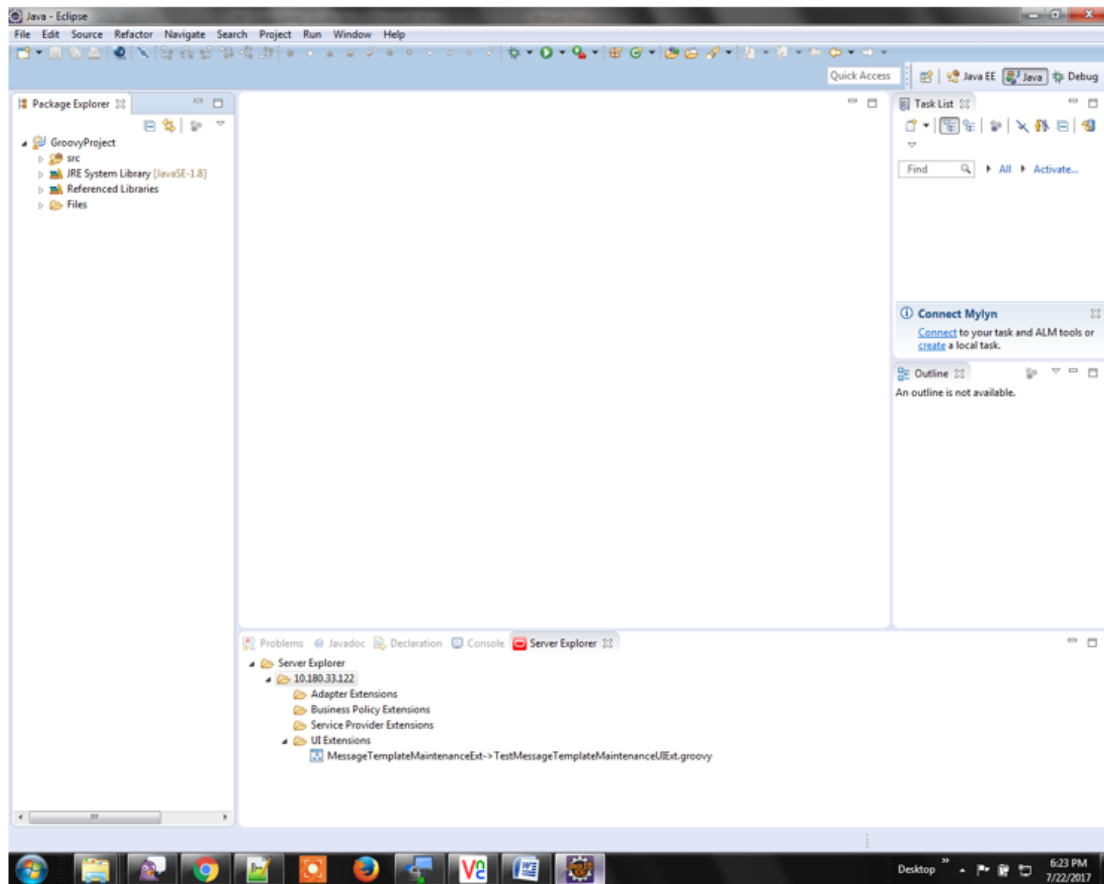 Java - Eclipse
File Edit Source Refactor Navigate Search Project Run Window Help
Quick Access Java EE Java Debug
Package Explorer
GroovyProject
src
JRE System Library [JavaSE-1.8]
Referenced Libraries
Files
Task List
Find All Activate...
Connect Mylyn
Connect to your task and ALM tools or
create a local task.
Outline
An outline is not available.
Problems Javadoc Declaration Console Server Explorer
Server Explorer
10.180.33.122
Adapter Extensions
Business Policy Extensions
Service Provider Extensions
UI Extensions
MessageTemplateMaintenanceExt->TestMessageTemplateMaintenanceUIExt.groovy
Desktop
6:23 PM
7/22/2017